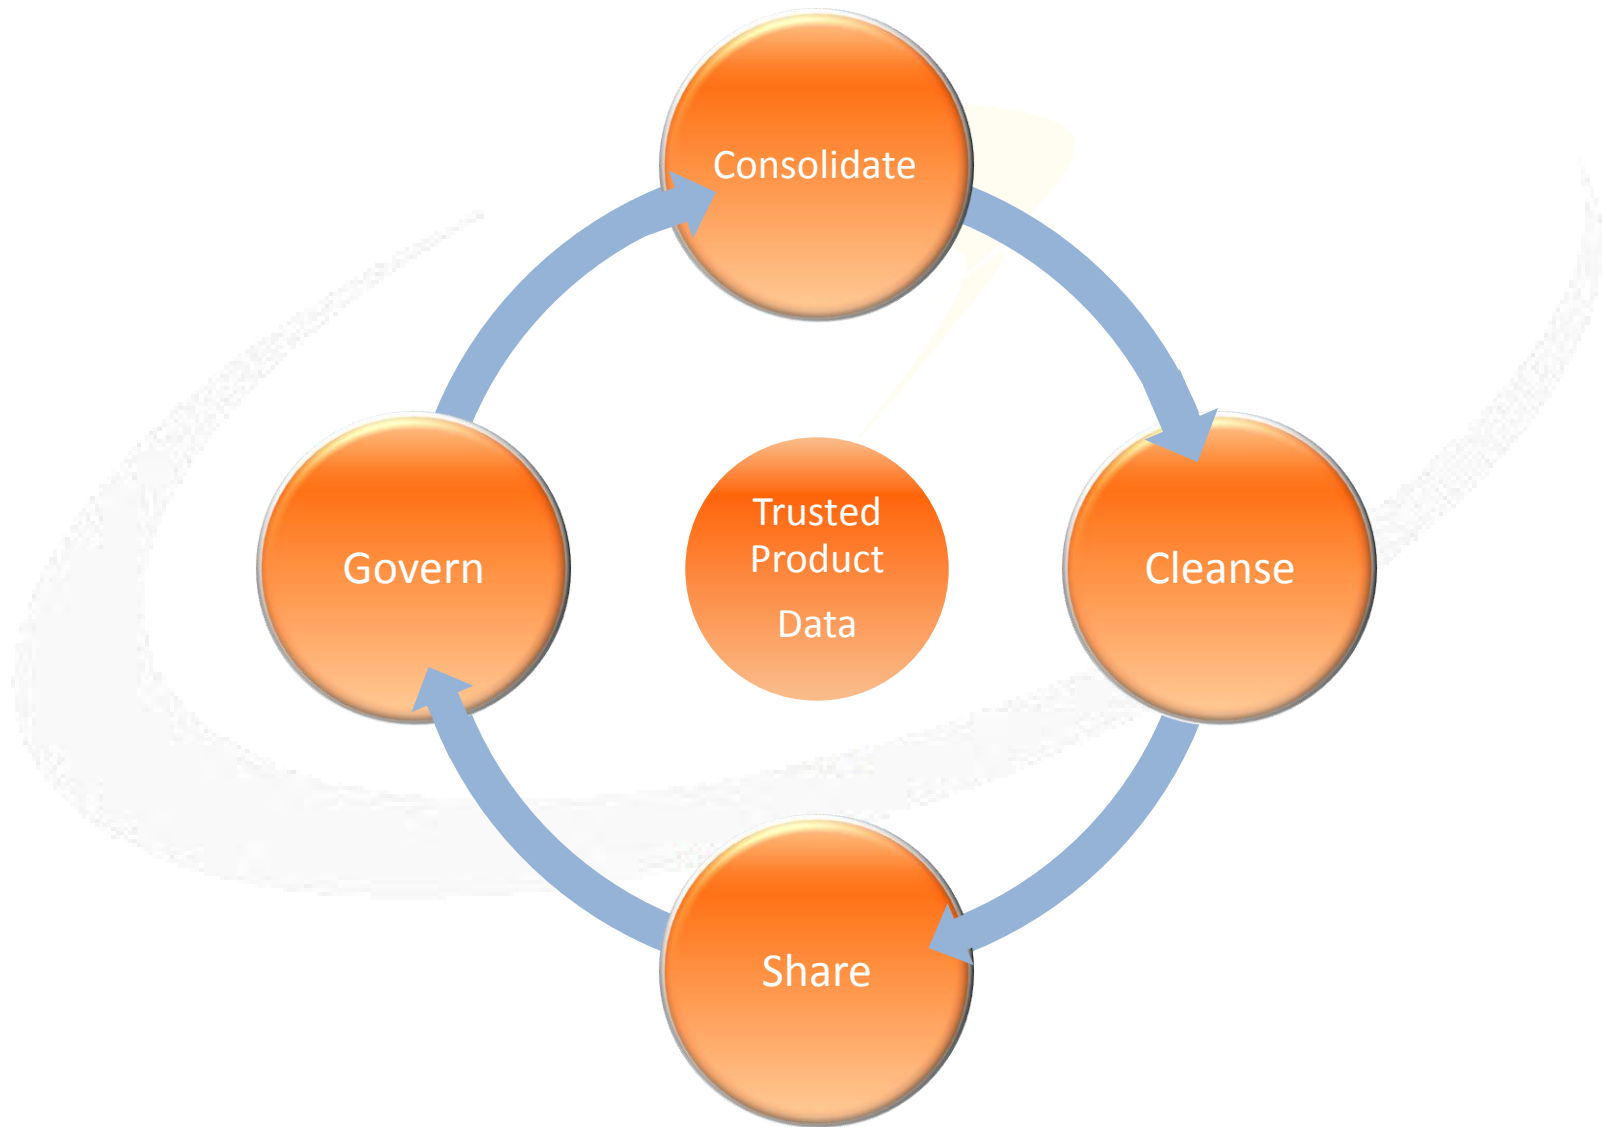 Consolidate
Trusted
Product
Data
Govern
Cleanse
Share